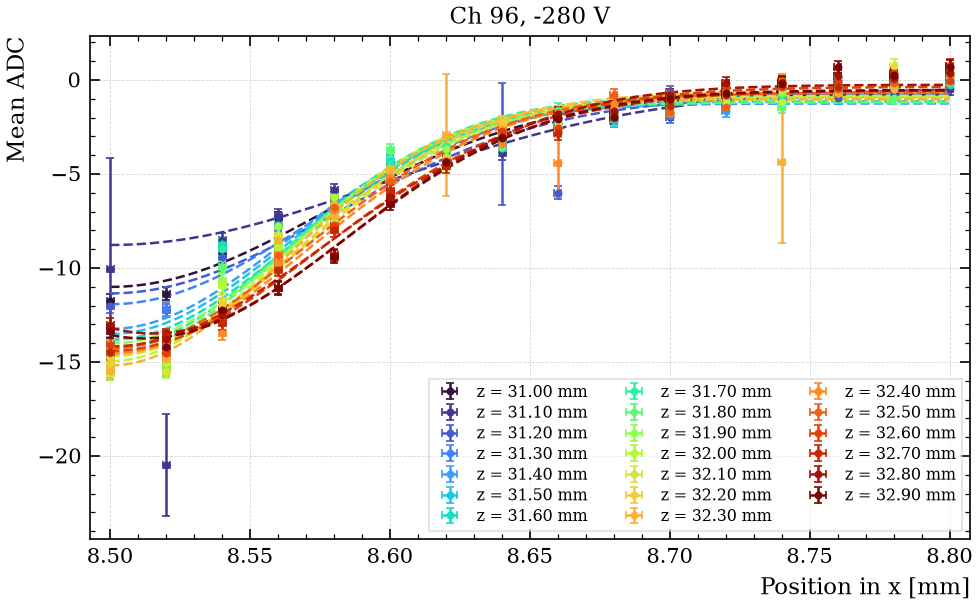 Ch 96, -280 V
Mean ADC
0
−5
−10
−15
−20
z = 31.00 mm
z = 31.10 mm
z = 31.20 mm
z = 31.30 mm
z = 31.40 mm
z = 31.50 mm
z = 31.60 mm
z = 31.70 mm
z = 31.80 mm
z = 31.90 mm
z = 32.00 mm
z = 32.10 mm
z = 32.20 mm
z = 32.30 mm
z = 32.40 mm
z = 32.50 mm
z = 32.60 mm
z = 32.70 mm
z = 32.80 mm
z = 32.90 mm
8.50 8.55 8.60 8.65 8.70 8.75 8.80
Position in x [mm]